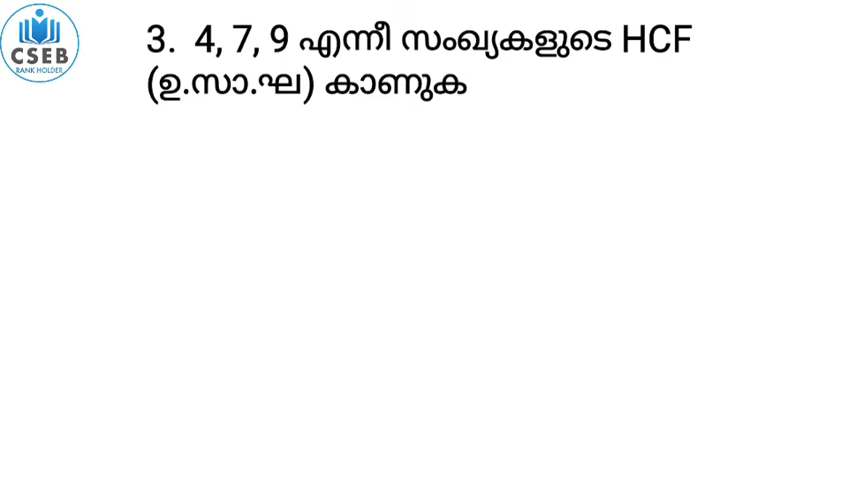 CSEB
RANK HOLDER
3. 4, 7, 9 എന്നീ സംഖ്യകളുടെ HCF
(ഉ.സാ.ഘ) കാണുക